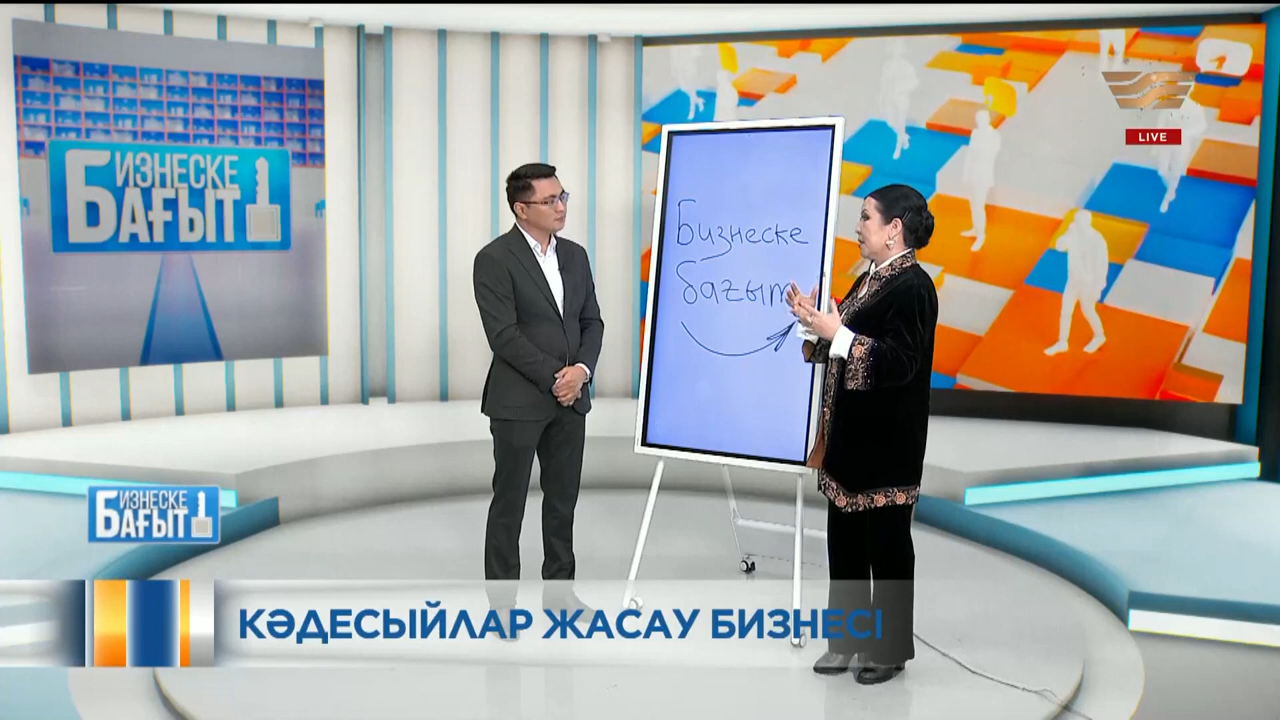 БИЗНЕСКЕ
БАҒЫТ
LIVE
Бизнеске
бағыт
БИЗНЕСКЕ
БАҒЫТ
КӘДЕСЫЙЛАР ЖАСАУ БИЗНЕСІ